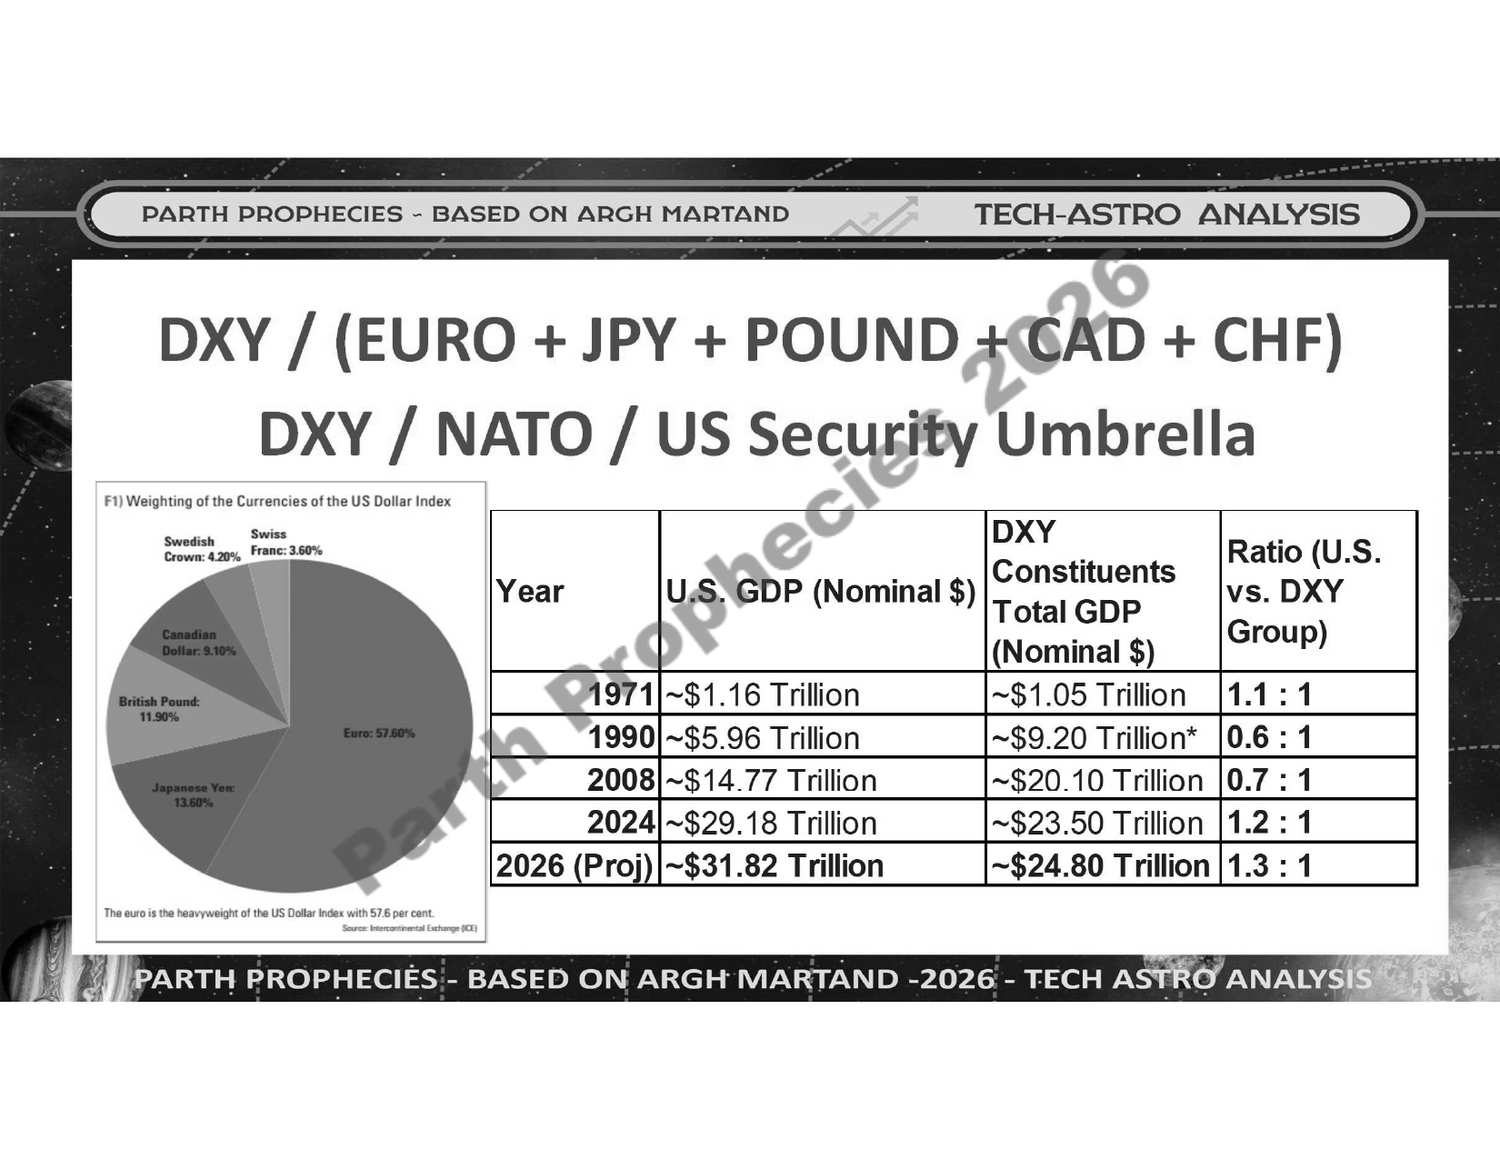 PARTH PROPHECIES ~ BASED ON ARGH MARTAND
TECH-ASTRO ANALYSIS
DXY / (EURO + JPY + POUND + CAD + CHF)
DXY / NATO / US Security Umbrella
F1) Weighting of the Currencies of the US Dollar Index
Swedish
Crown: 4.20%
Swiss
Franc: 3.60%
Canadian
Dollar: 9.10%
British Pound:
11.90%
Euro: 57.60%
Japanese Yen:
13.60%
The euro is the heavyweight of the US Dollar Index with 57.6 per cent.
Source: Intercontinental Exchange (ICE)
Year U.S. GDP (Nominal $) DXY Constituents Total GDP (Nominal $) Ratio (U.S. vs. DXY Group)
1971 ~$1.16 Trillion ~$1.05 Trillion 1.1 : 1
1990 ~$5.96 Trillion ~$9.20 Trillion* 0.6 : 1
2008 ~$14.77 Trillion ~$20.10 Trillion 0.7 : 1
2024 ~$29.18 Trillion ~$23.50 Trillion 1.2 : 1
2026 (Proj) ~$31.82 Trillion ~$24.80 Trillion 1.3 : 1
Parth Prophecies 2026
PARTH PROPHECIES - BASED ON ARGH MARTAND -2026 - TECH ASTRO ANALYSIS